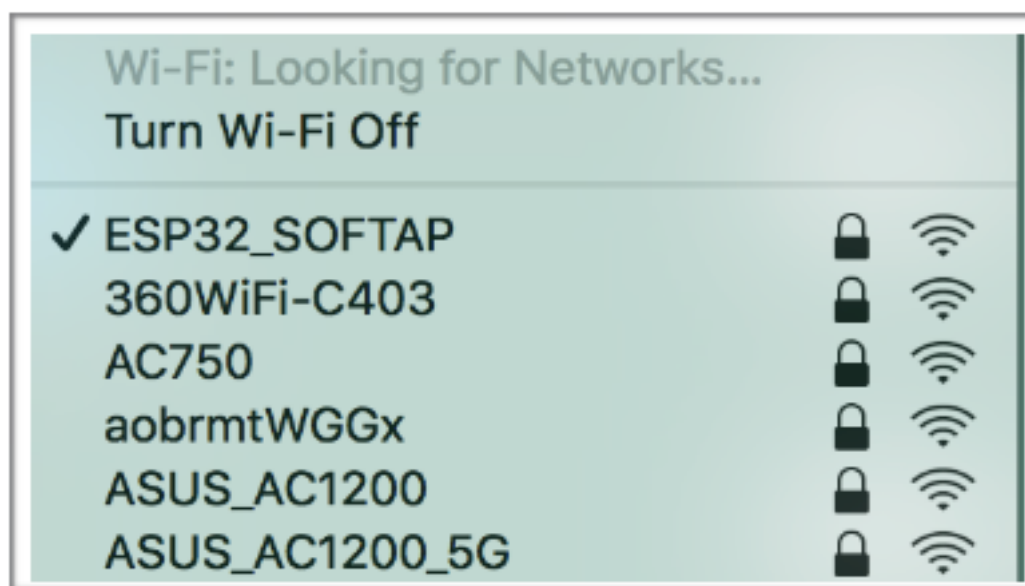 Wi-Fi: Looking for Networks...
Turn Wi-Fi Off
ESP32_SOFTAP
360WiFi-C403
AC750
aobrmtWGGx
ASUS_AC1200
ASUS_AC1200_5G